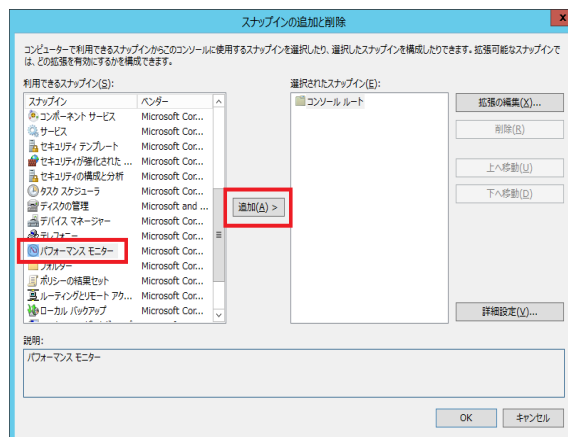 スナップインの追加と削除
x
コンピューターで利用できるスナップインからこのコンソールに使用するスナップインを選択したり、選択したスナップインを構成したりできます。拡張可能なスナップインで
は、どの拡張を有効にするかを構成できます。
利用できるスナップイン(S):
選択されたスナップイン(E):
スナップイン ベンダー
コンポーネント サービス Microsoft Cor...
サービス Microsoft Cor...
セキュリティ テンプレート Microsoft Cor...
セキュリティが強化された ... Microsoft Cor...
セキュリティの構成と分析 Microsoft Cor...
タスク スケジューラ Microsoft Cor...
ディスクの管理 Microsoft and ...
デバイス マネージャー Microsoft Cor...
テレフォニー Microsoft Cor...
パフォーマンス モニター Microsoft Cor...
フォルダー Microsoft Cor...
ポリシーの結果セット Microsoft Cor...
ルーティングとリモート アク... Microsoft Cor...
ローカル バックアップ Microsoft Cor...
追加(A) >
コンソール ルート
拡張の編集(X)...
削除(R)
上へ移動(U)
下へ移動(D)
詳細設定(V)...
説明:
パフォーマンス モニター
OK
キャンセル